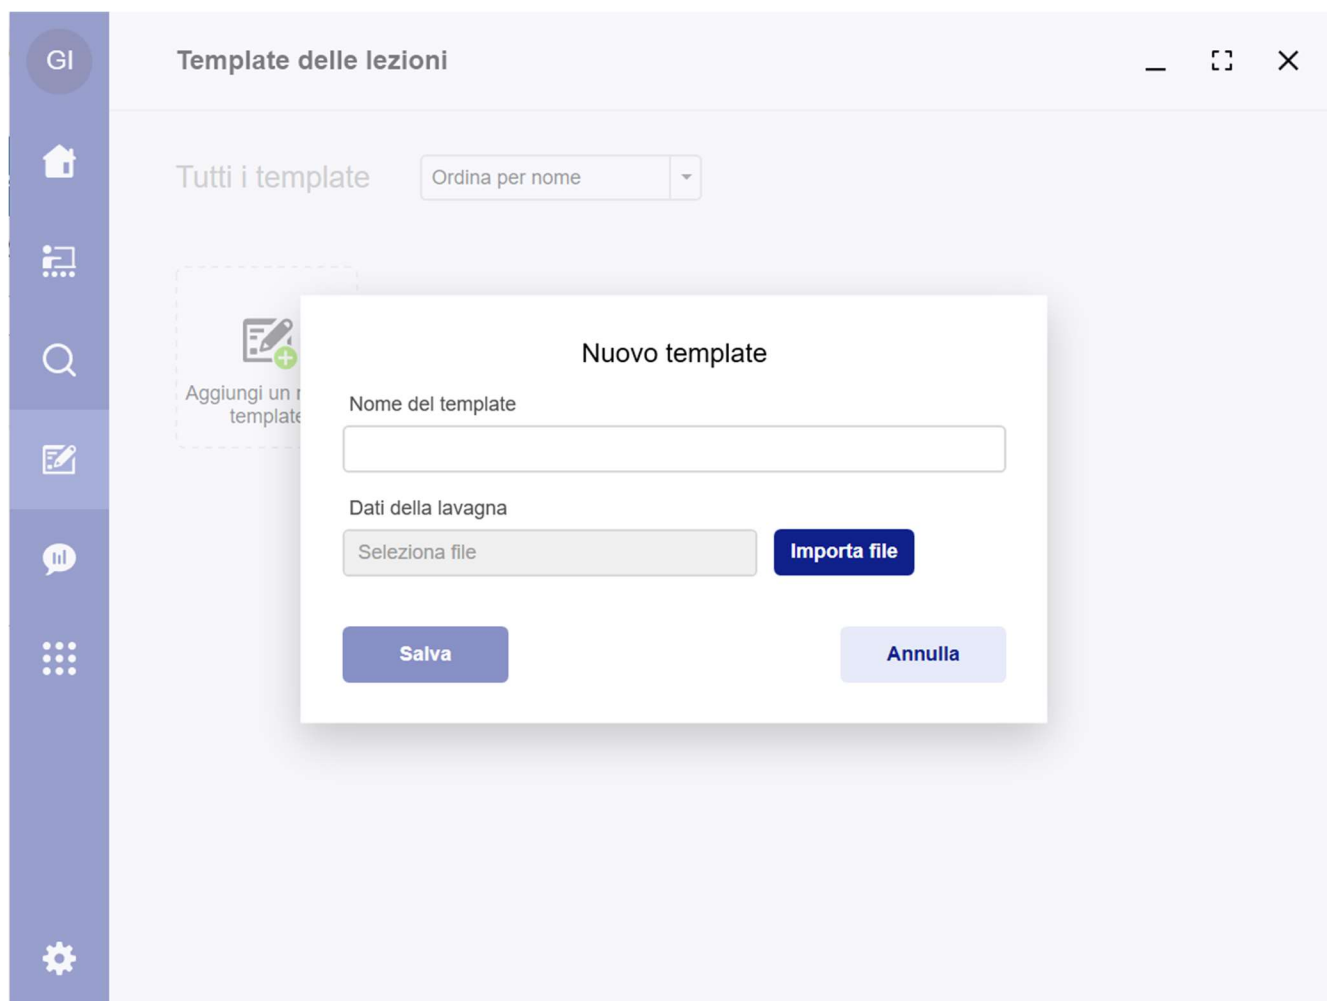 GI
Template delle lezioni
Tutti i template
Ordina per nome
Aggiungi un
template
Nuovo template
Nome del template
Dati della lavagna
Seleziona file
Importa file
Salva
Annulla